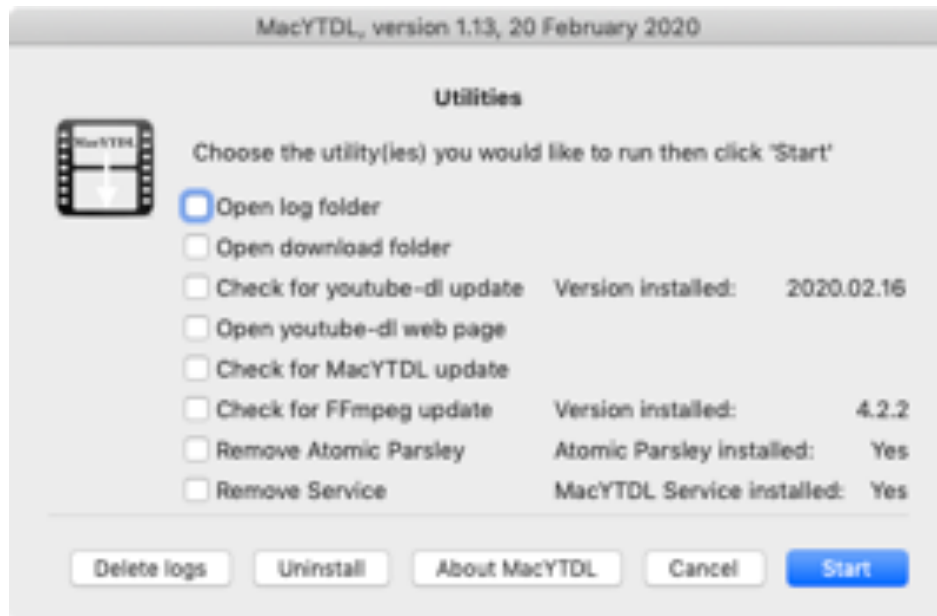 MacYTDL, version 1.13, 20 February 2020
Utilities
MacYTDL
Choose the utility(ies) you would like to run then click 'Start'
Open log folder
Open download folder
Check for youtube-dl update Version installed: 2020.02.16
Open youtube-dl web page
Check for MacYTDL update
Check for FFmpeg update Version installed: 4.2.2
Remove Atomic Parsley Atomic Parsley installed: Yes
Remove Service MacYTDL Service installed: Yes
Delete logs Uninstall About MacYTDL Cancel Start